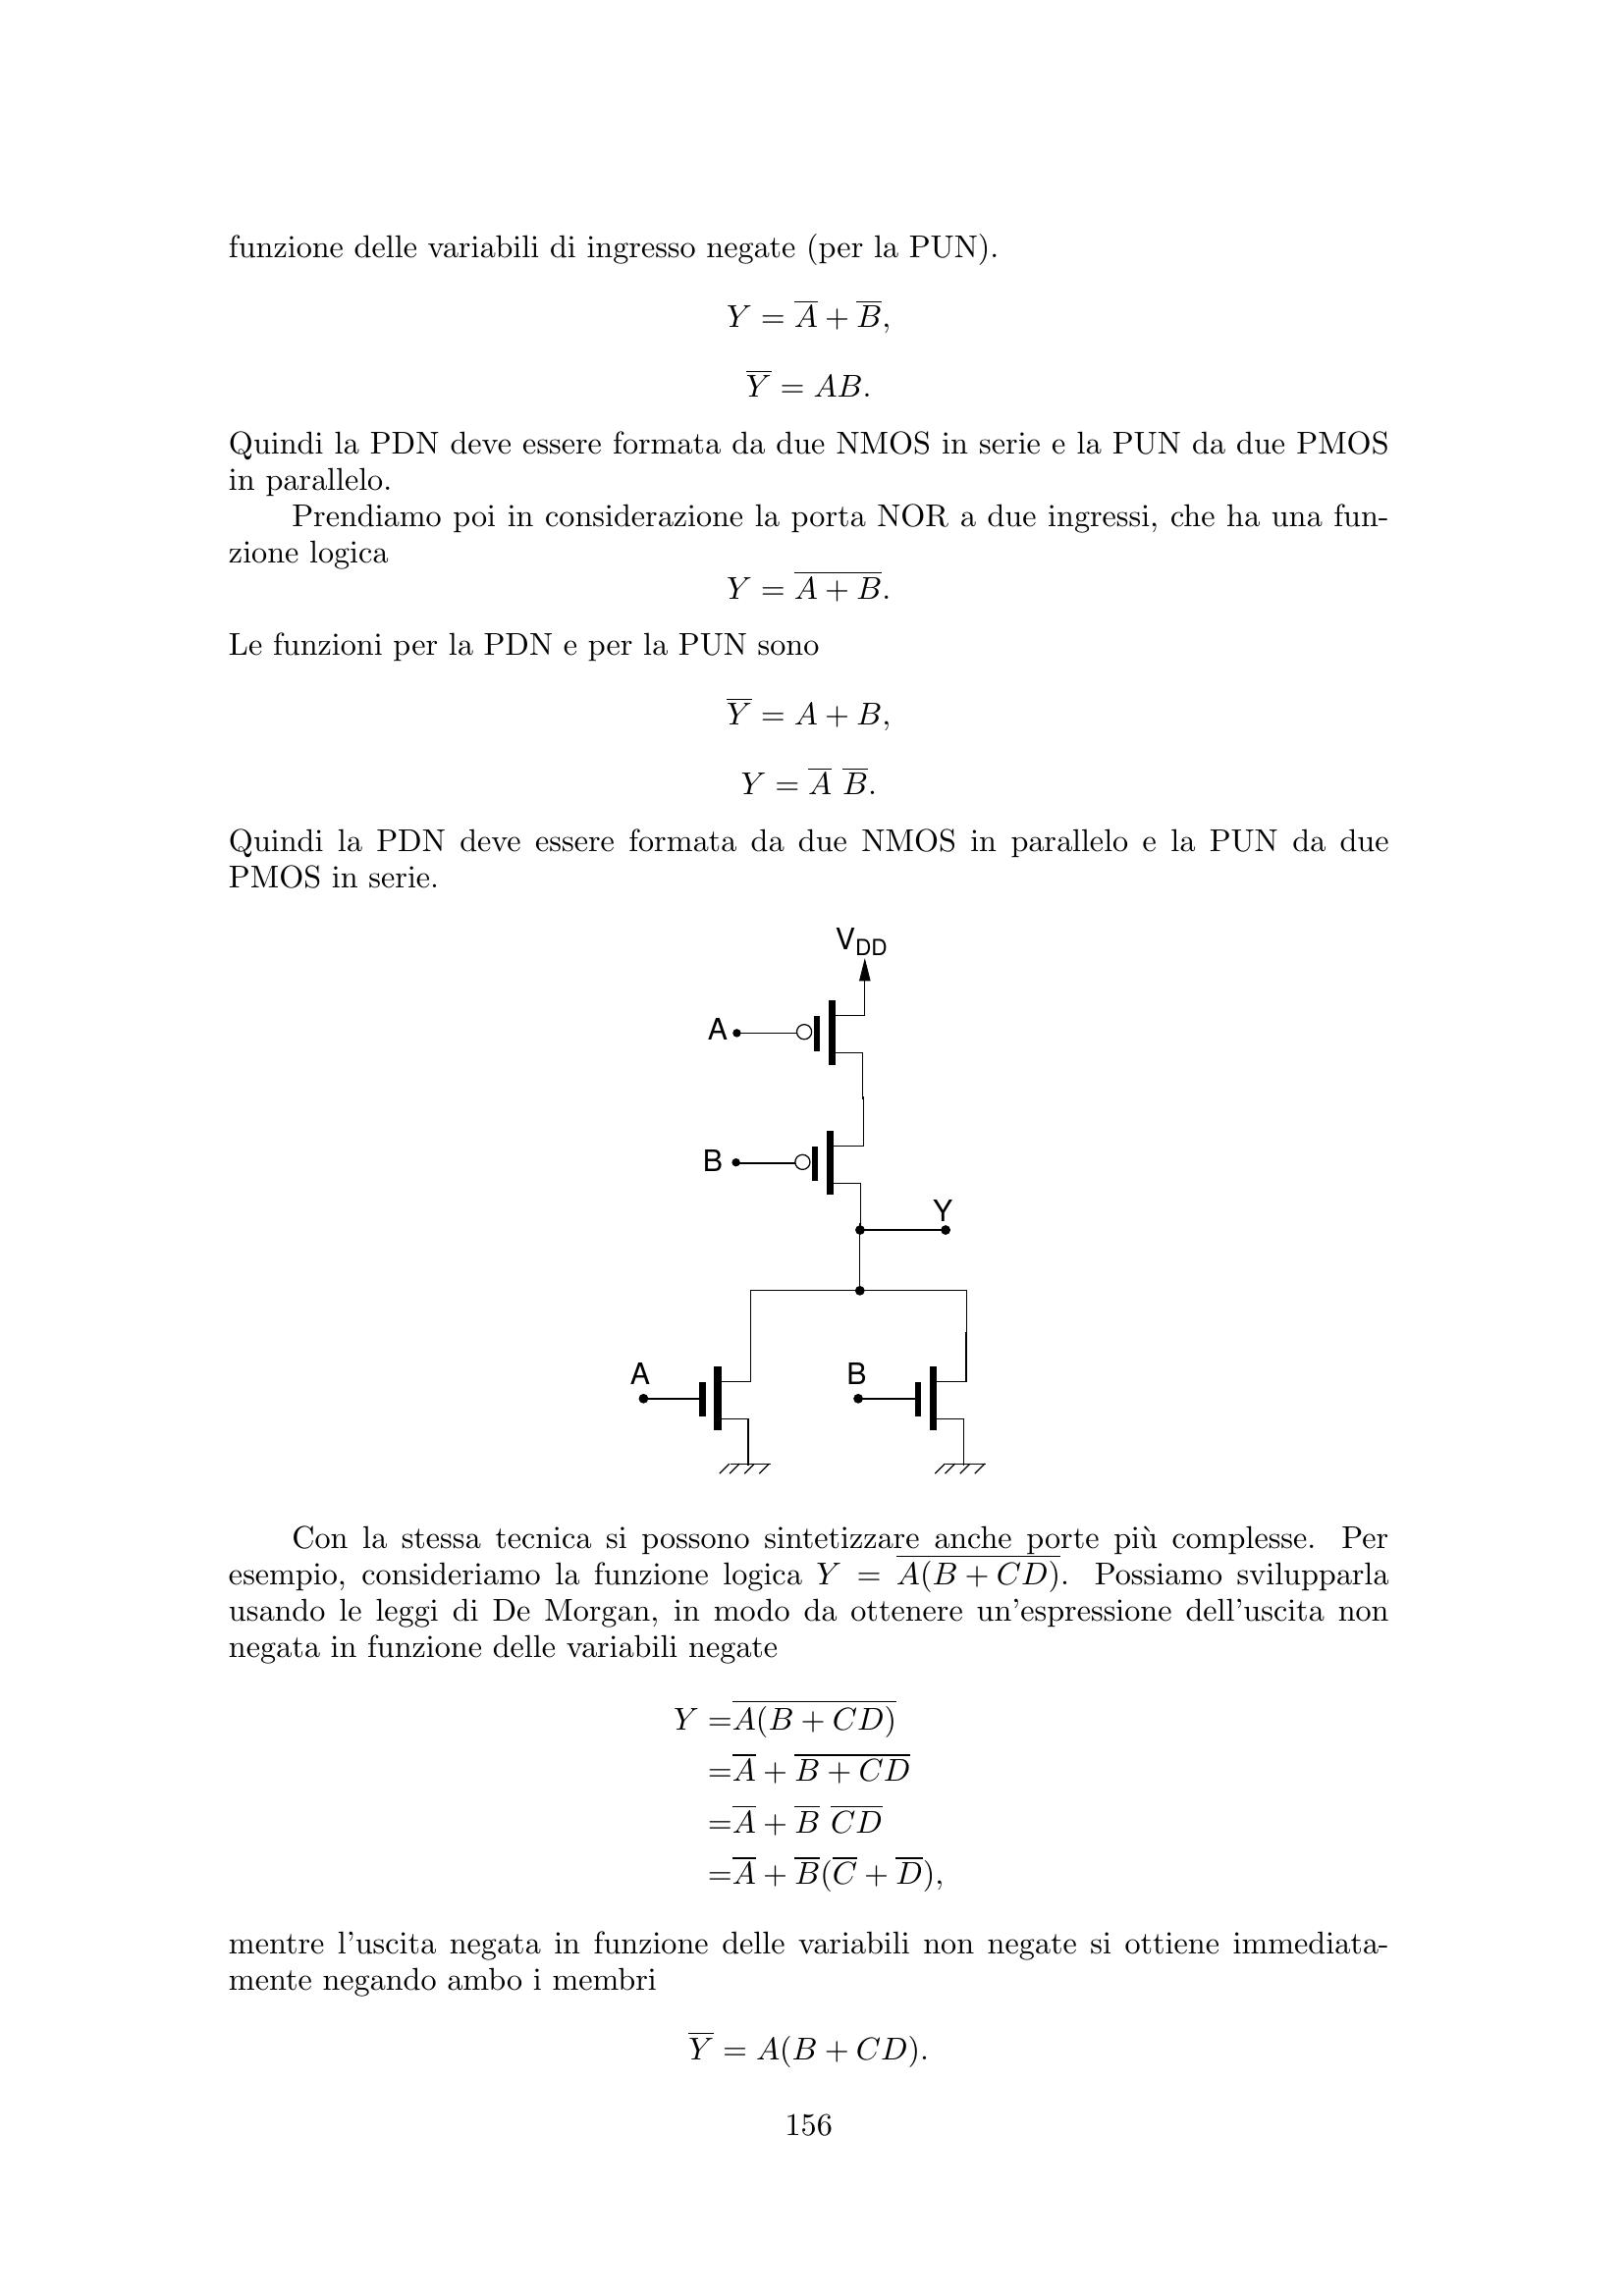 funzione delle variabili di ingresso negate (per la PUN).
$Y = \overline{A} + \overline{B},$
$\overline{Y} = AB.$
Quindi la PDN deve essere formata da due NMOS in serie e la PUN da due PMOS
in parallelo.
Prendiamo poi in considerazione la porta NOR a due ingressi, che ha una fun-
zione logica
$Y = \overline{A + B}.$
Le funzioni per la PDN e per la PUN sono
$\overline{Y} = A + B,$
$Y = \overline{A}\ \overline{B}.$
Quindi la PDN deve essere formata da due NMOS in parallelo e la PUN da due
PMOS in serie.
V_{DD}
A
B
Y
A
B
Con la stessa tecnica si possono sintetizzare anche porte più complesse. Per
esempio, consideriamo la funzione logica $Y = \overline{A(B + CD)}$. Possiamo svilupparla
usando le leggi di De Morgan, in modo da ottenere un'espressione dell'uscita non
negata in funzione delle variabili negate
$Y = \overline{A(B + CD)}$
$= \overline{A} + \overline{B + CD}$
$= \overline{A} + \overline{B}\ \overline{CD}$
$= \overline{A} + \overline{B}(\overline{C} + \overline{D}),$
mentre l'uscita negata in funzione delle variabili non negate si ottiene immediata-
mente negando ambo i membri
$\overline{Y} = A(B + CD).$
156